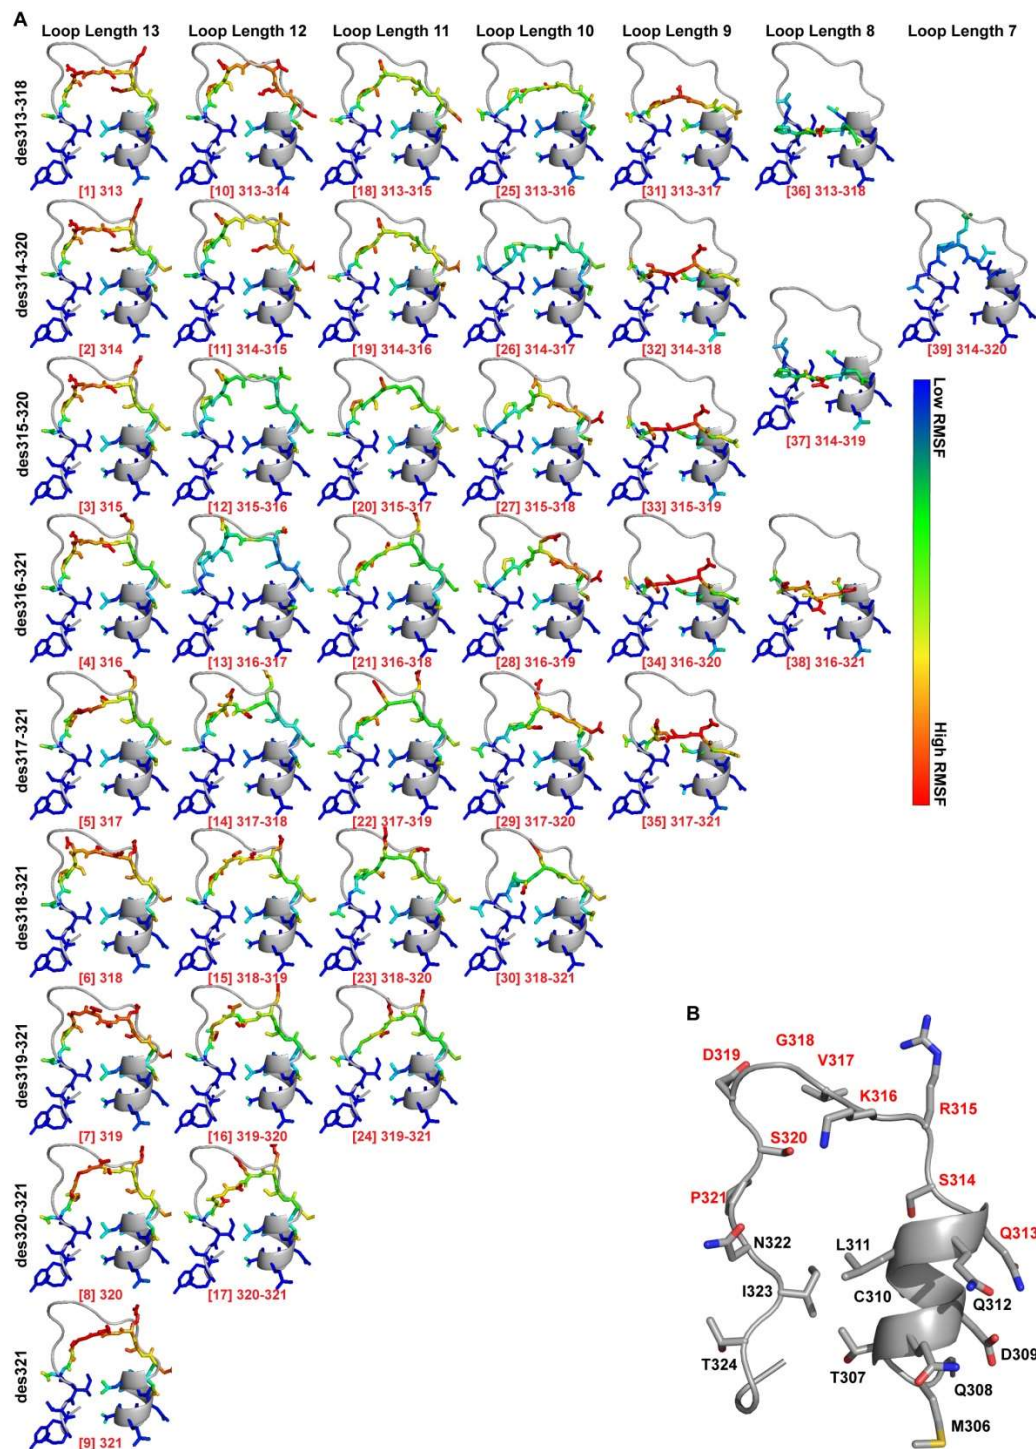 A
Loop Length 13 Loop Length 12 Loop Length 11 Loop Length 10 Loop Length 9 Loop Length 8 Loop Length 7
des313-318
[1] 313 [10] 313-314 [18] 313-315 [25] 313-316 [31] 313-317 [36] 313-318
des314-320
[2] 314 [11] 314-315 [19] 314-316 [26] 314-317 [32] 314-318 [39] 314-320
[37] 314-319
des315-320
[3] 315 [12] 315-316 [20] 315-317 [27] 315-318 [33] 315-319
des316-321
[4] 316 [13] 316-317 [21] 316-318 [28] 316-319 [34] 316-320 [38] 316-321
des317-321
[5] 317 [14] 317-318 [22] 317-319 [29] 317-320 [35] 317-321
des318-321
[6] 318 [15] 318-319 [23] 318-320 [30] 318-321
des319-321
[7] 319 [16] 319-320 [24] 319-321
des320-321
[8] 320 [17] 320-321
des321
[9] 321
Low RMSF
High RMSF
B
G318
D319
V317
K316
R315
S320
S314
P321
Q313
N322
L311
I323
C310
Q312
T324
T307
D309
Q308
M306